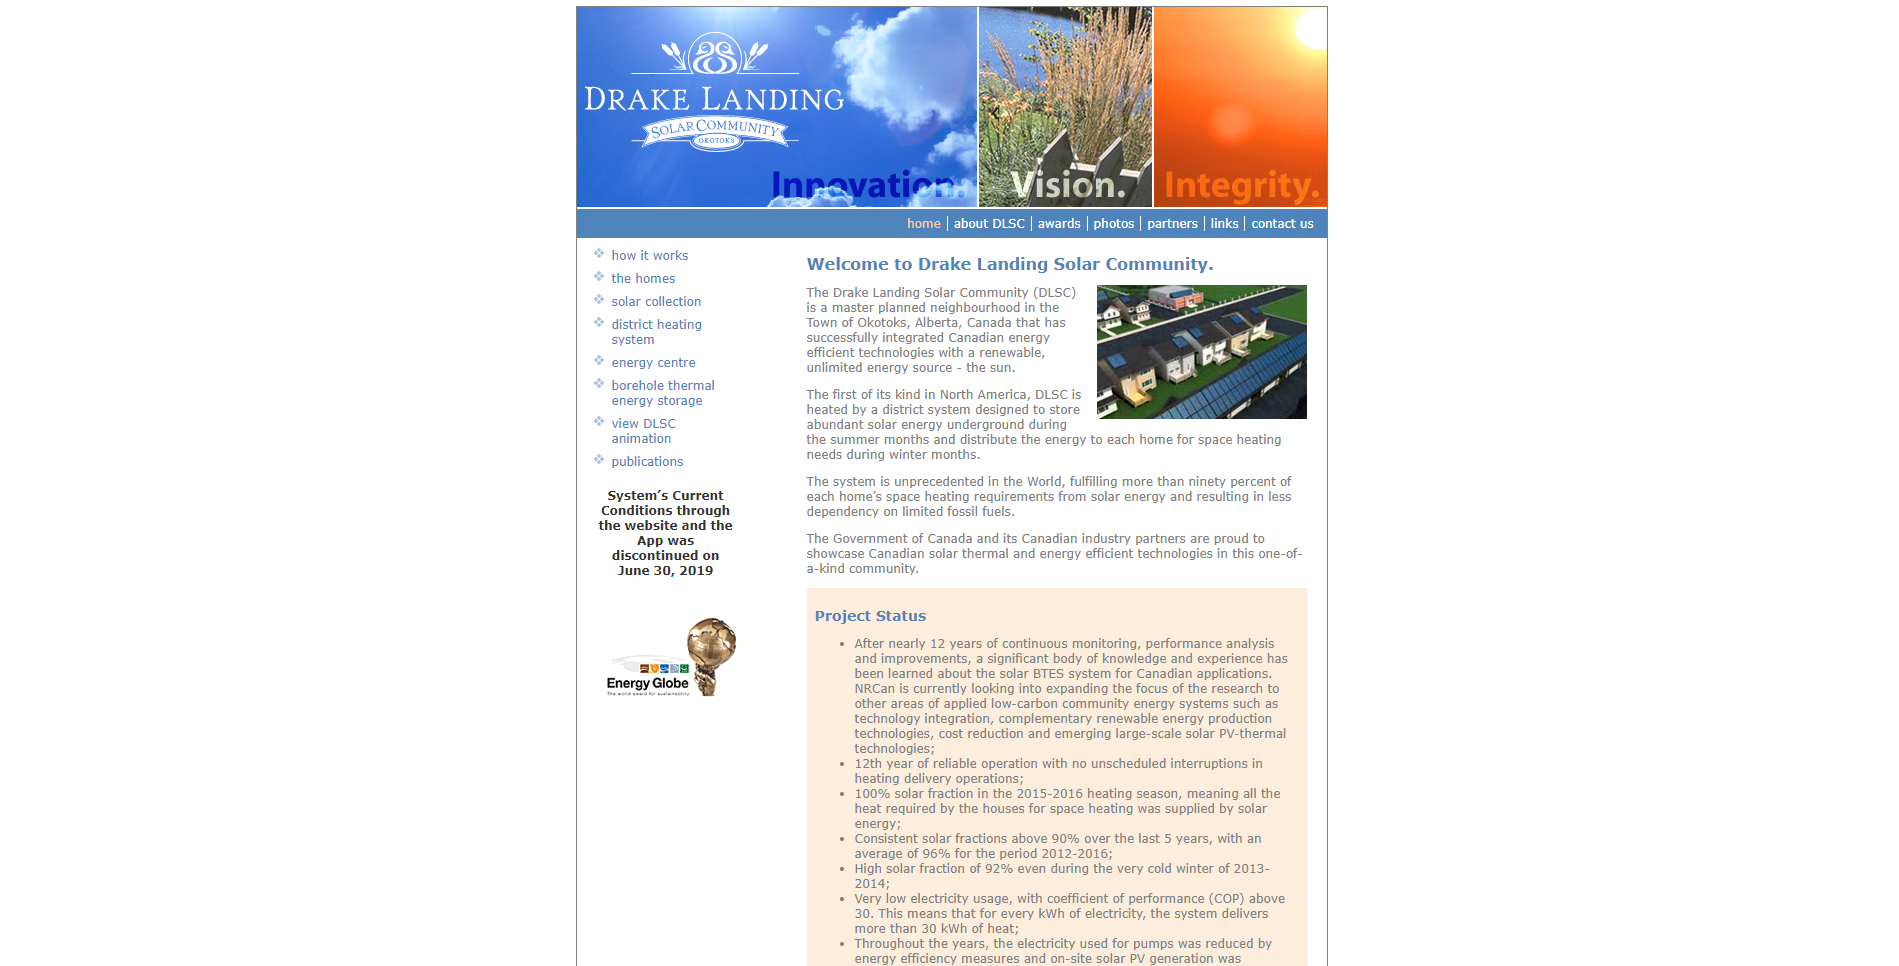 DRAKE LANDING
SOLAR COMMUNITY
OKOTOKS
Innovation.
Vision.
Integrity.
home | about DLSC | awards | photos | partners | links | contact us
how it works
the homes
solar collection
district heating
system
energy centre
borehole thermal
energy storage
view DLSC
animation
publications
System's Current
Conditions through
the website and the
App was
discontinued on
June 30, 2019
Energy Globe
The world award for sustainability
Welcome to Drake Landing Solar Community.
The Drake Landing Solar Community (DLSC)
is a master planned neighbourhood in the
Town of Okotoks, Alberta, Canada that has
successfully integrated Canadian energy
efficient technologies with a renewable,
unlimited energy source - the sun.
The first of its kind in North America, DLSC is
heated by a district system designed to store
abundant solar energy underground during
the summer months and distribute the energy to each home for space heating
needs during winter months.
The system is unprecedented in the World, fulfilling more than ninety percent of
each home’s space heating requirements from solar energy and resulting in less
dependency on limited fossil fuels.
The Government of Canada and its Canadian industry partners are proud to
showcase Canadian solar thermal and energy efficient technologies in this one-of-
a-kind community.
Project Status
• After nearly 12 years of continuous monitoring, performance analysis
and improvements, a significant body of knowledge and experience has
been learned about the solar BTES system for Canadian applications.
NRCan is currently looking into expanding the focus of the research to
other areas of applied low-carbon community energy systems such as
technology integration, complementary renewable energy production
technologies, cost reduction and emerging large-scale solar PV-thermal
technologies;
• 12th year of reliable operation with no unscheduled interruptions in
heating delivery operations;
• 100% solar fraction in the 2015-2016 heating season, meaning all the
heat required by the houses for space heating was supplied by solar
energy;
• Consistent solar fractions above 90% over the last 5 years, with an
average of 96% for the period 2012-2016;
• High solar fraction of 92% even during the very cold winter of 2013-
2014;
• Very low electricity usage, with coefficient of performance (COP) above
30. This means that for every kWh of electricity, the system delivers
more than 30 kWh of heat;
• Throughout the years, the electricity used for pumps was reduced by
energy efficiency measures and on-site solar PV generation was